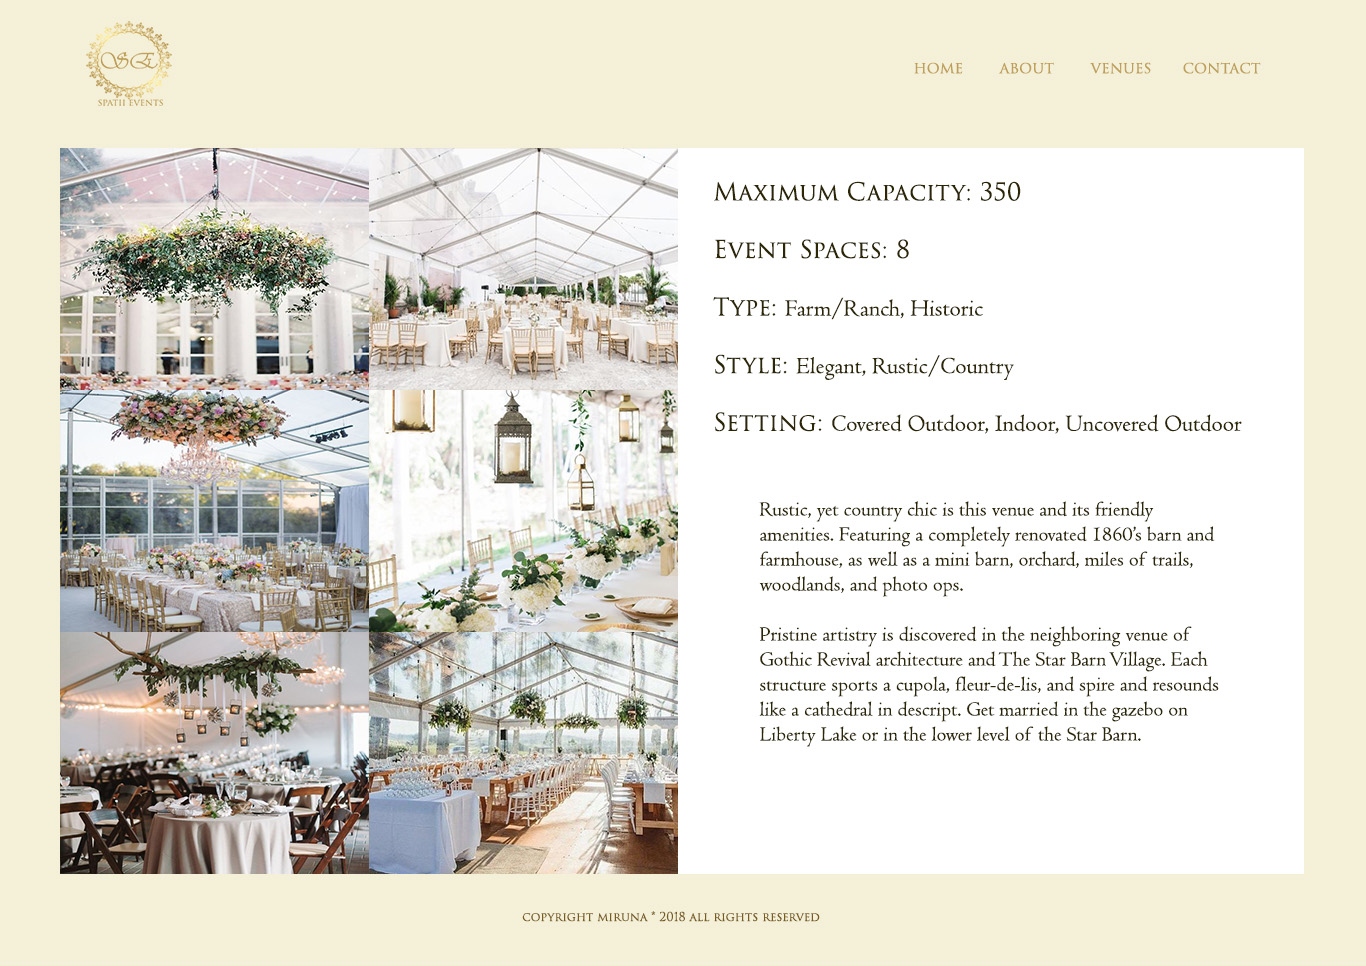 SE
SPATII EVENTS
HOME ABOUT VENUES CONTACT
Maximum Capacity: 350
Event Spaces: 8
Type: Farm/Ranch, Historic
Style: Elegant, Rustic/Country
Setting: Covered Outdoor, Indoor, Uncovered Outdoor
Rustic, yet country chic is this venue and its friendly
amenities. Featuring a completely renovated 1860's barn and
farmhouse, as well as a mini barn, orchard, miles of trails,
woodlands, and photo ops.
Pristine artistry is discovered in the neighboring venue of
Gothic Revival architecture and The Star Barn Village. Each
structure sports a cupola, fleur-de-lis, and spire and resounds
like a cathedral in descript. Get married in the gazebo on
Liberty Lake or in the lower level of the Star Barn.
COPYRIGHT MIRUNA * 2018 ALL RIGHTS RESERVED